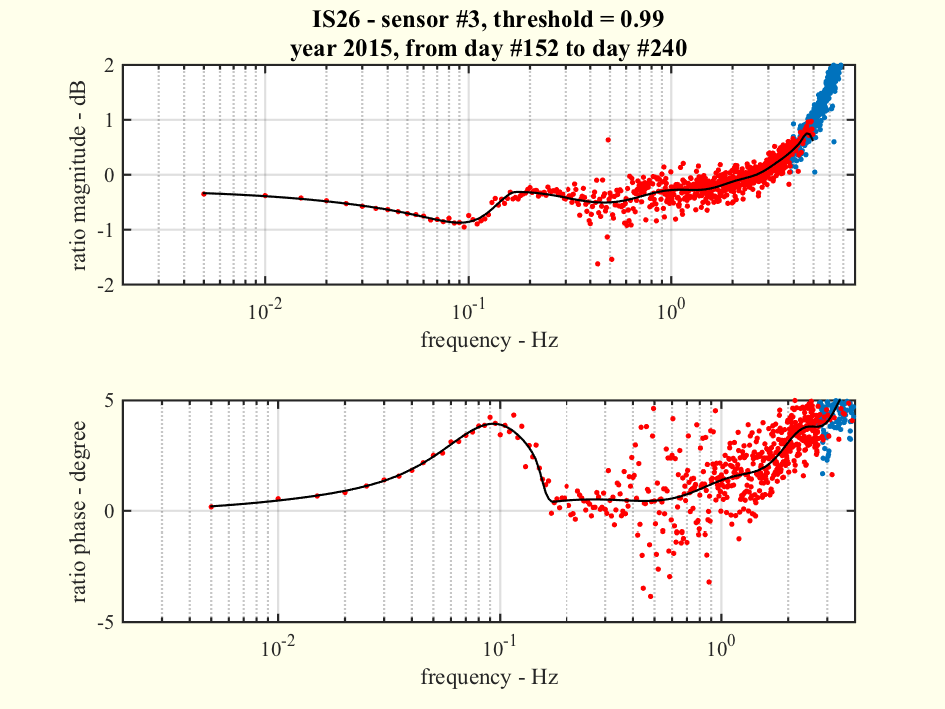 IS26 - sensor #3, threshold = 0.99
year 2015, from day #152 to day #240
ratio magnitude - dB
2
1
0
-1
-2
10^-2
10^-1
10^0
frequency - Hz
ratio phase - degree
5
0
-5
10^-2
10^-1
10^0
frequency - Hz